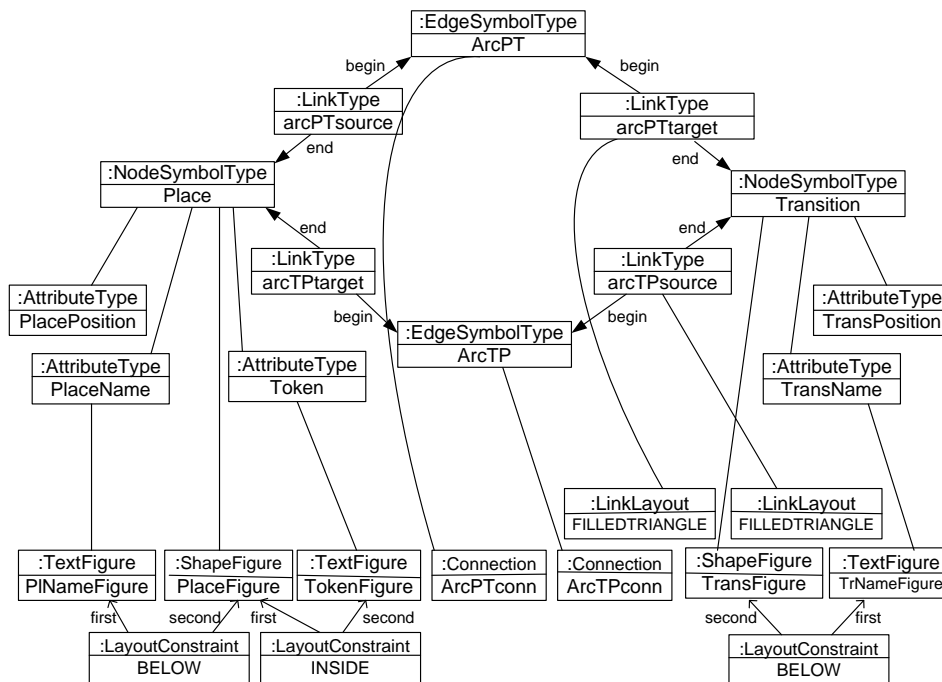 :EdgeSymbolType
ArcPT
begin
begin
:LinkType
arcPTsource
:LinkType
arcPTtarget
end
end
:NodeSymbolType
Place
:NodeSymbolType
Transition
end
end
:LinkType
arcTPtarget
:LinkType
arcTPsource
:AttributeType
PlacePosition
:AttributeType
TransPosition
begin
begin
:EdgeSymbolType
ArcTP
:AttributeType
PlaceName
:AttributeType
Token
:AttributeType
TransName
:LinkLayout
FILLEDTRIANGLE
:LinkLayout
FILLEDTRIANGLE
:TextFigure
PlNameFigure
:ShapeFigure
PlaceFigure
:TextFigure
TokenFigure
:Connection
ArcPTconn
:Connection
ArcTPconn
:ShapeFigure
TransFigure
:TextFigure
TrNameFigure
first
second
first
second
second
first
:LayoutConstraint
BELOW
:LayoutConstraint
INSIDE
:LayoutConstraint
BELOW